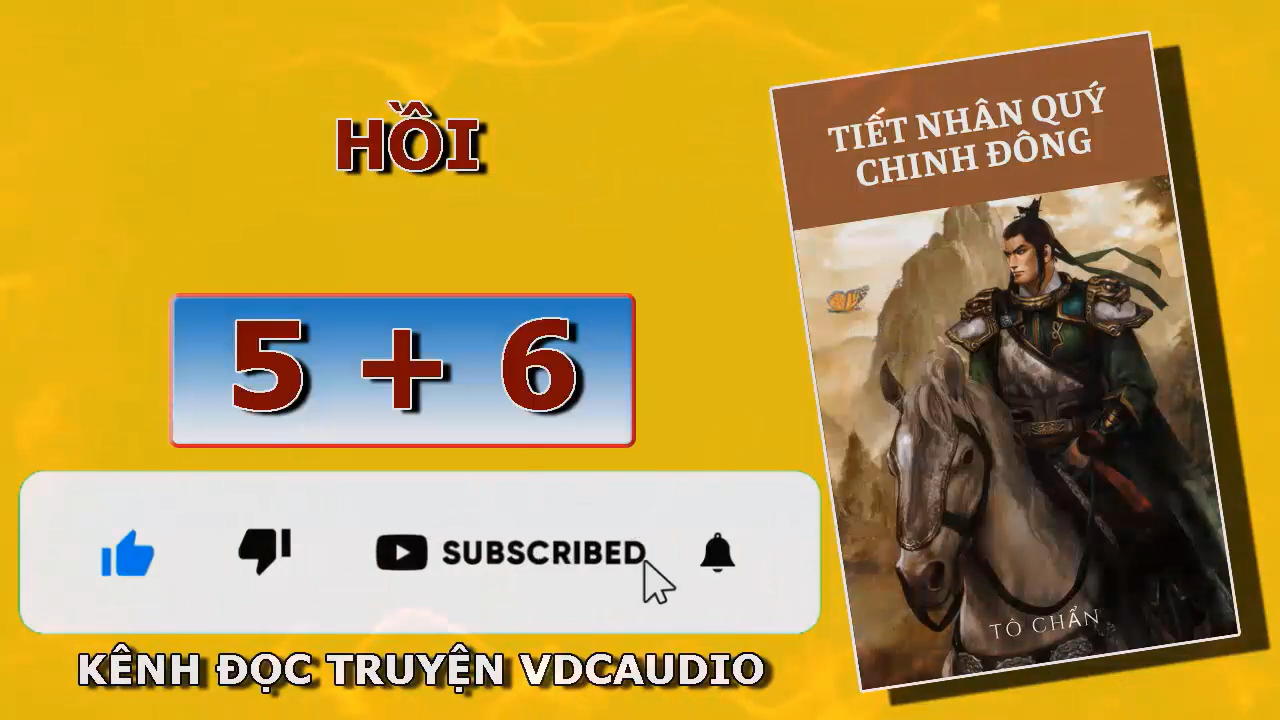 HỒI
5 + 6
SUBSCRIBED
KÊNH ĐỌC TRUYỆN VDCAUDIO
TIẾT NHÂN QUÝ
CHINH ĐÔNG
TÔ CHẨN